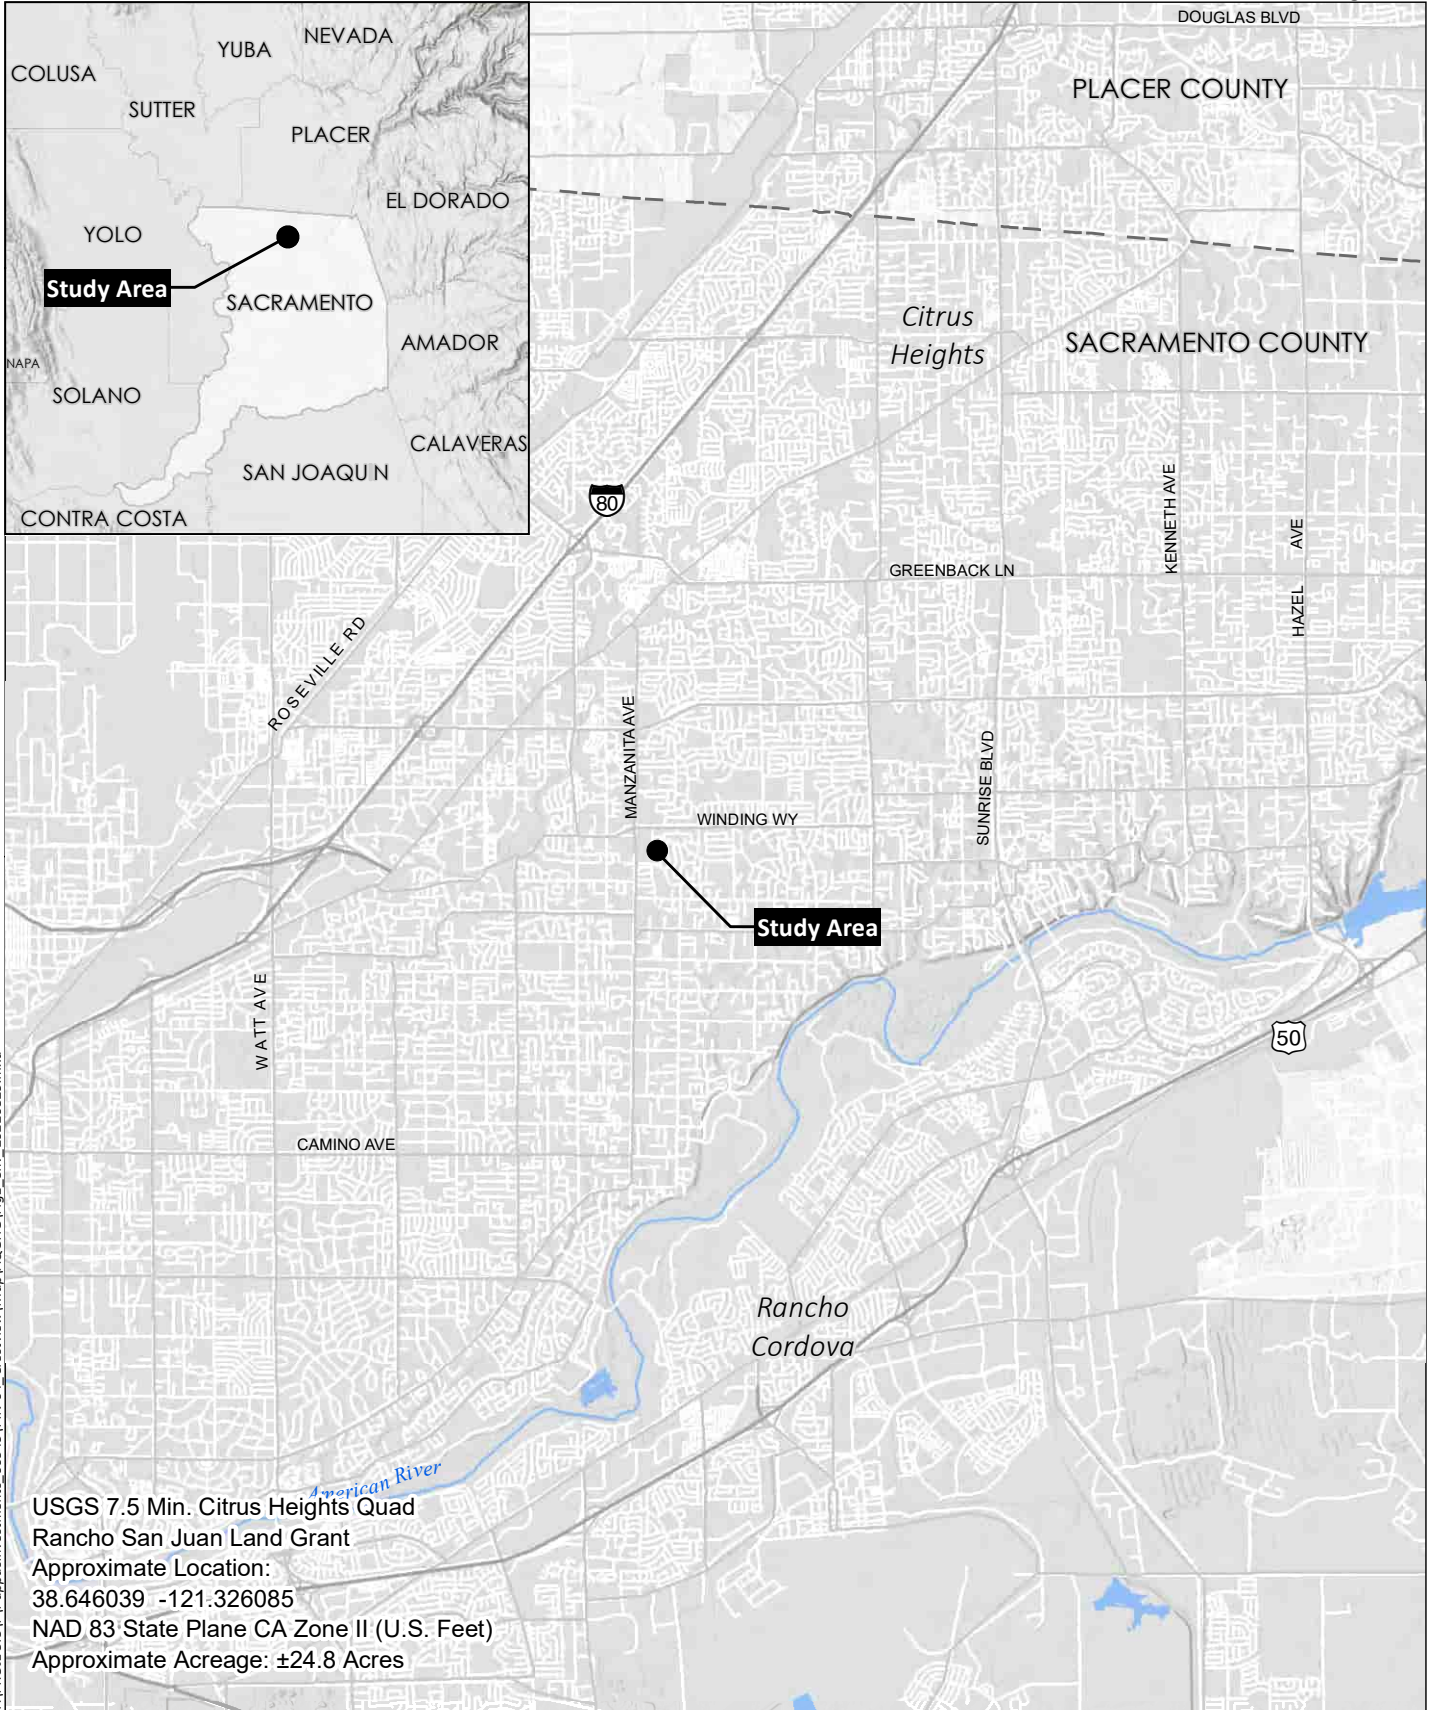 DOUGLAS BLVD
NEVADA
YUBA
COLUSA
SUTTER
PLACER
EL DORADO
YOLO
Study Area
SACRAMENTO
AMADOR
NAPA
SOLANO
CALAVERAS
SAN JOAQU N
CONTRA COSTA
PLACER COUNTY
Citrus
Heights
SACRAMENTO COUNTY
80
KENNETH AVE
HAZEL AVE
GREENBACK LN
ROSEVILLE RD
MANZANITA AVE
SUNRISE BLVD
WINDING WY
Study Area
WATT AVE
50
CAMINO AVE
Rancho
Cordova
American River
USGS 7.5 Min. Citrus Heights Quad
Rancho San Juan Land Grant
Approximate Location:
38.646039 -121.326085
NAD 83 State Plane CA Zone II (U.S. Feet)
Approximate Acreage: ±24.8 Acres